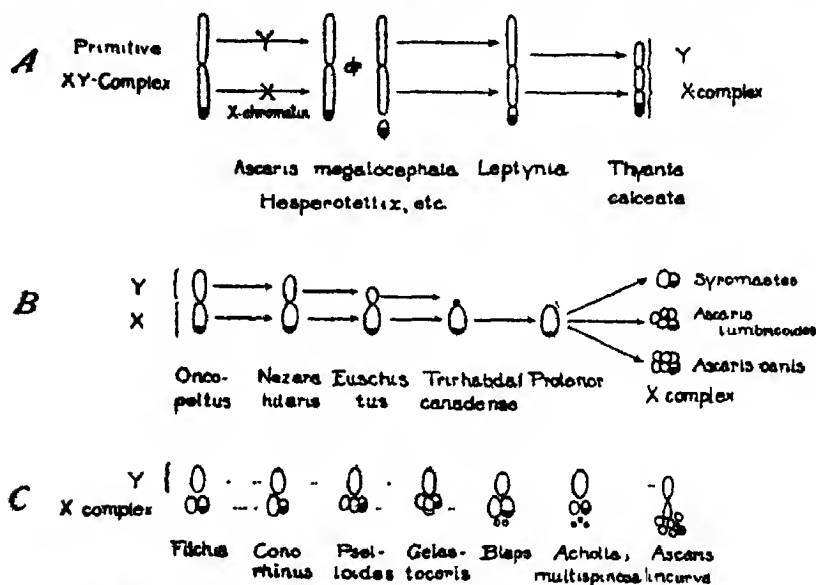 A Primitive XY-Complex
Y
X
X-chromatin
or
Y
X-complex
Ascaris megalocephala Leptynia Thyanta calceata
Hesperotettix, etc.
B
Y
X
Syromastes
Ascaris lumbricoides
Ascaris canis
X complex
Onco-peltus Nezara hilaris Euschistus Trirhabda canadense Protenor
C
Y
X complex
Fitchia Cono rhinus Psel-liodes Gelas-tocoris Blaps Acholla, multispinosa Ascaris incurva